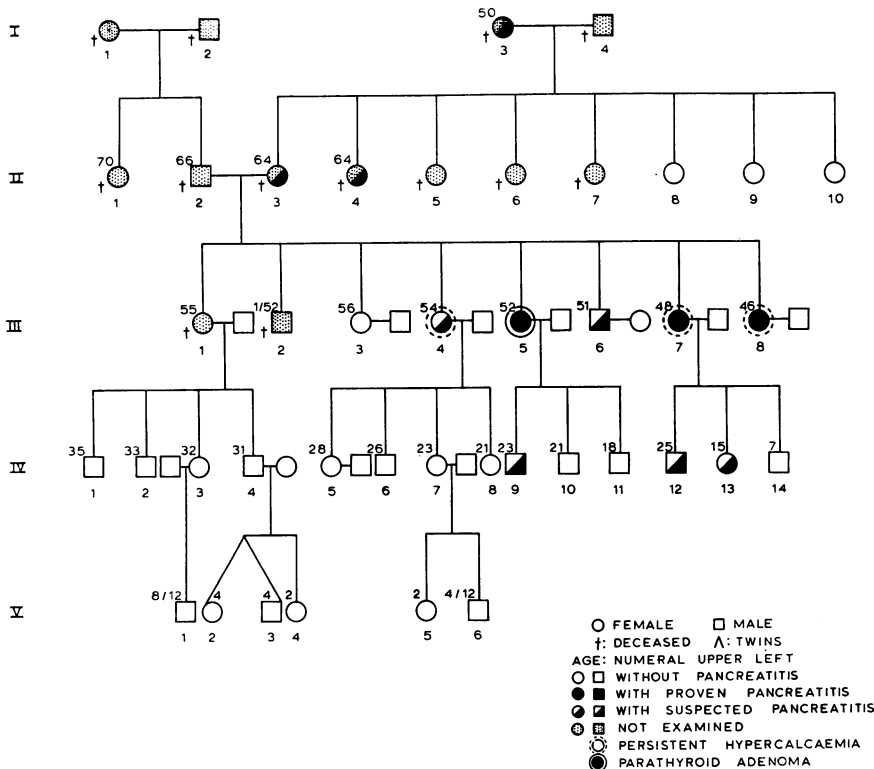 50
I
† 1 † 2 † 3 † 4
70 66 64 64
II
† † † † † † †
1 2 3 4 5 6 7 8 9 10
55 1/52 56 54 52 51 48 46
III
† †
1 2 3 4 5 6 7 8
35 33 32 31 28 26 23 21 23 21 18 25 15 7
IV
1 2 3 4 5 6 7 8 9 10 11 12 13 14
8/12 4 4 2 2 4/12
V
1 2 3 4 5 6
FEMALE MALE
†: DECEASED Λ: TWINS
AGE: NUMERAL UPPER LEFT
WITHOUT PANCREATITIS
WITH PROVEN PANCREATITIS
WITH SUSPECTED PANCREATITIS
NOT EXAMINED
PERSISTENT HYPERCALCAEMIA
PARATHYROID ADENOMA